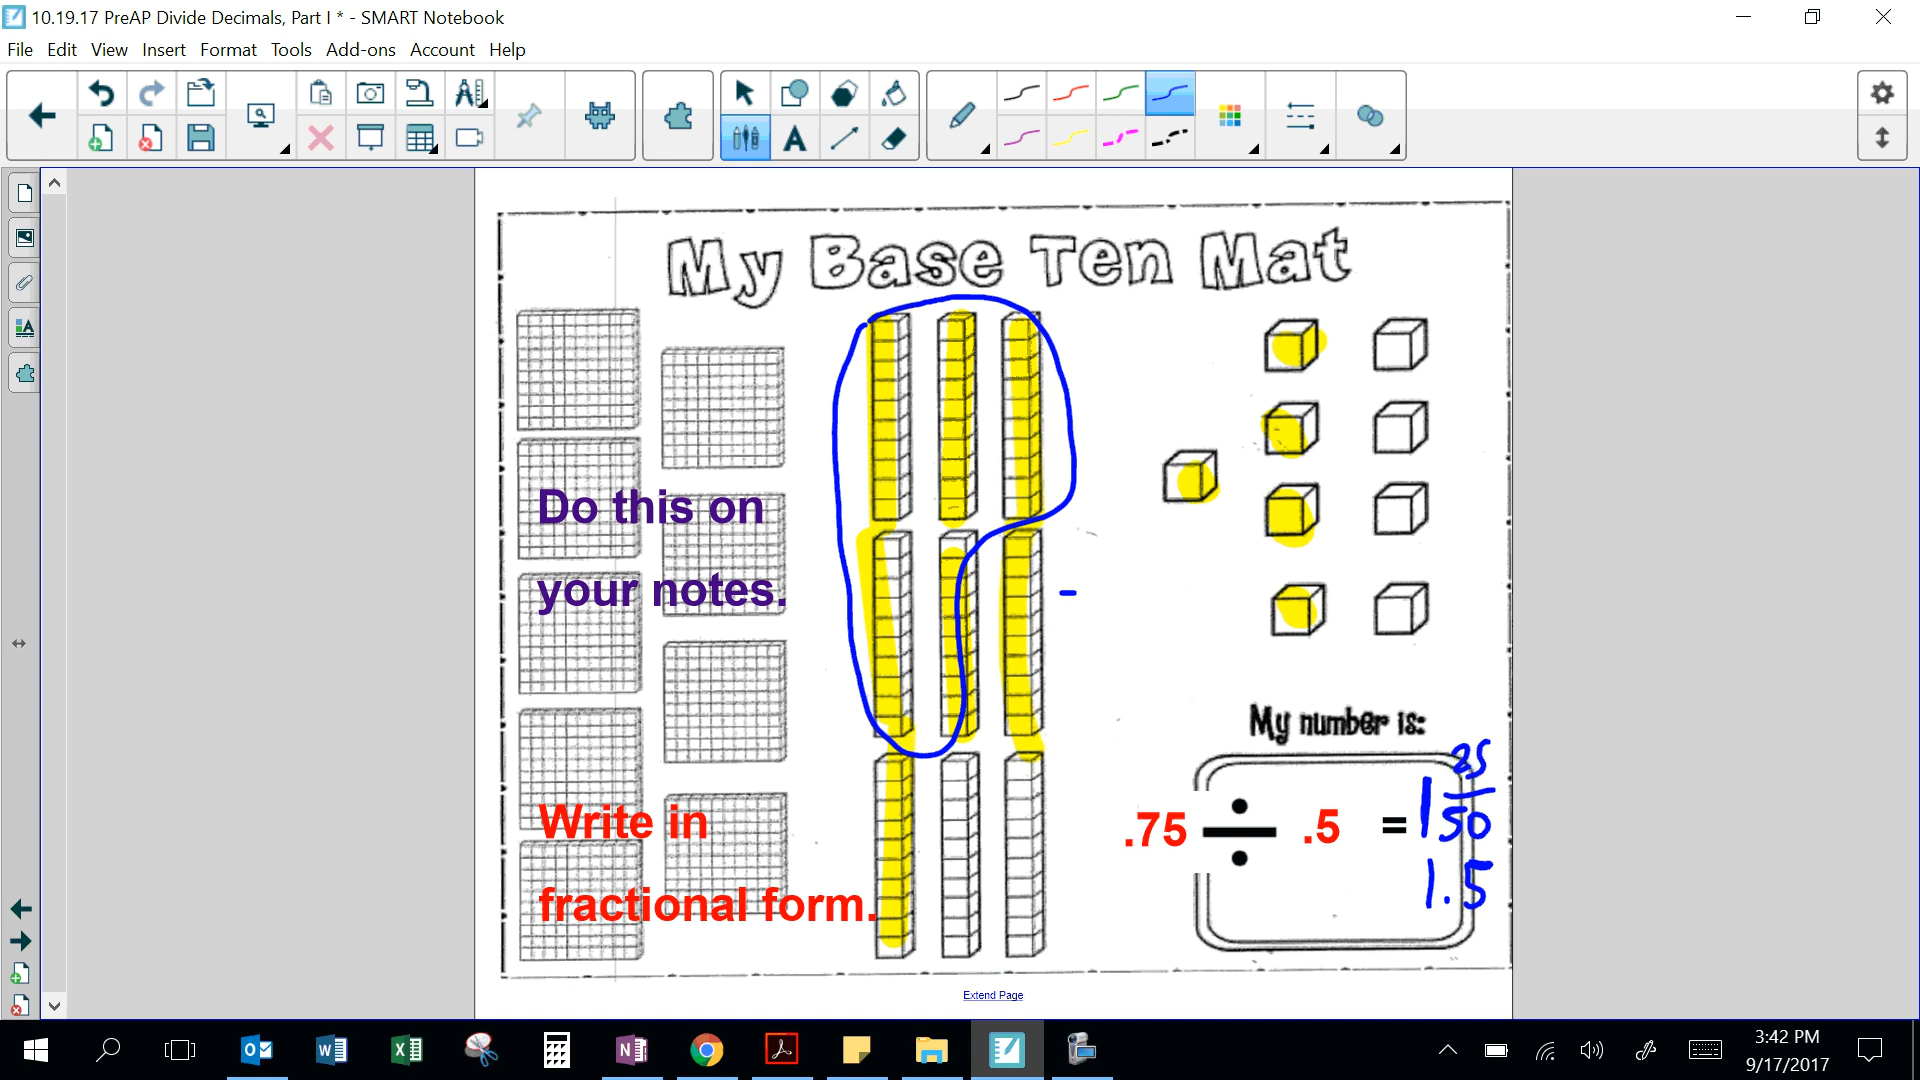 10.19.17 PreAP Divide Decimals, Part I * - SMART Notebook
File Edit View Insert Format Tools Add-ons Account Help
My Base Ten Mat
Do this on
your notes.
My number is:
Write in
fractional form.
.75 ÷ .5 = 1 25/50
1.5
Extend Page
3:42 PM
9/17/2017